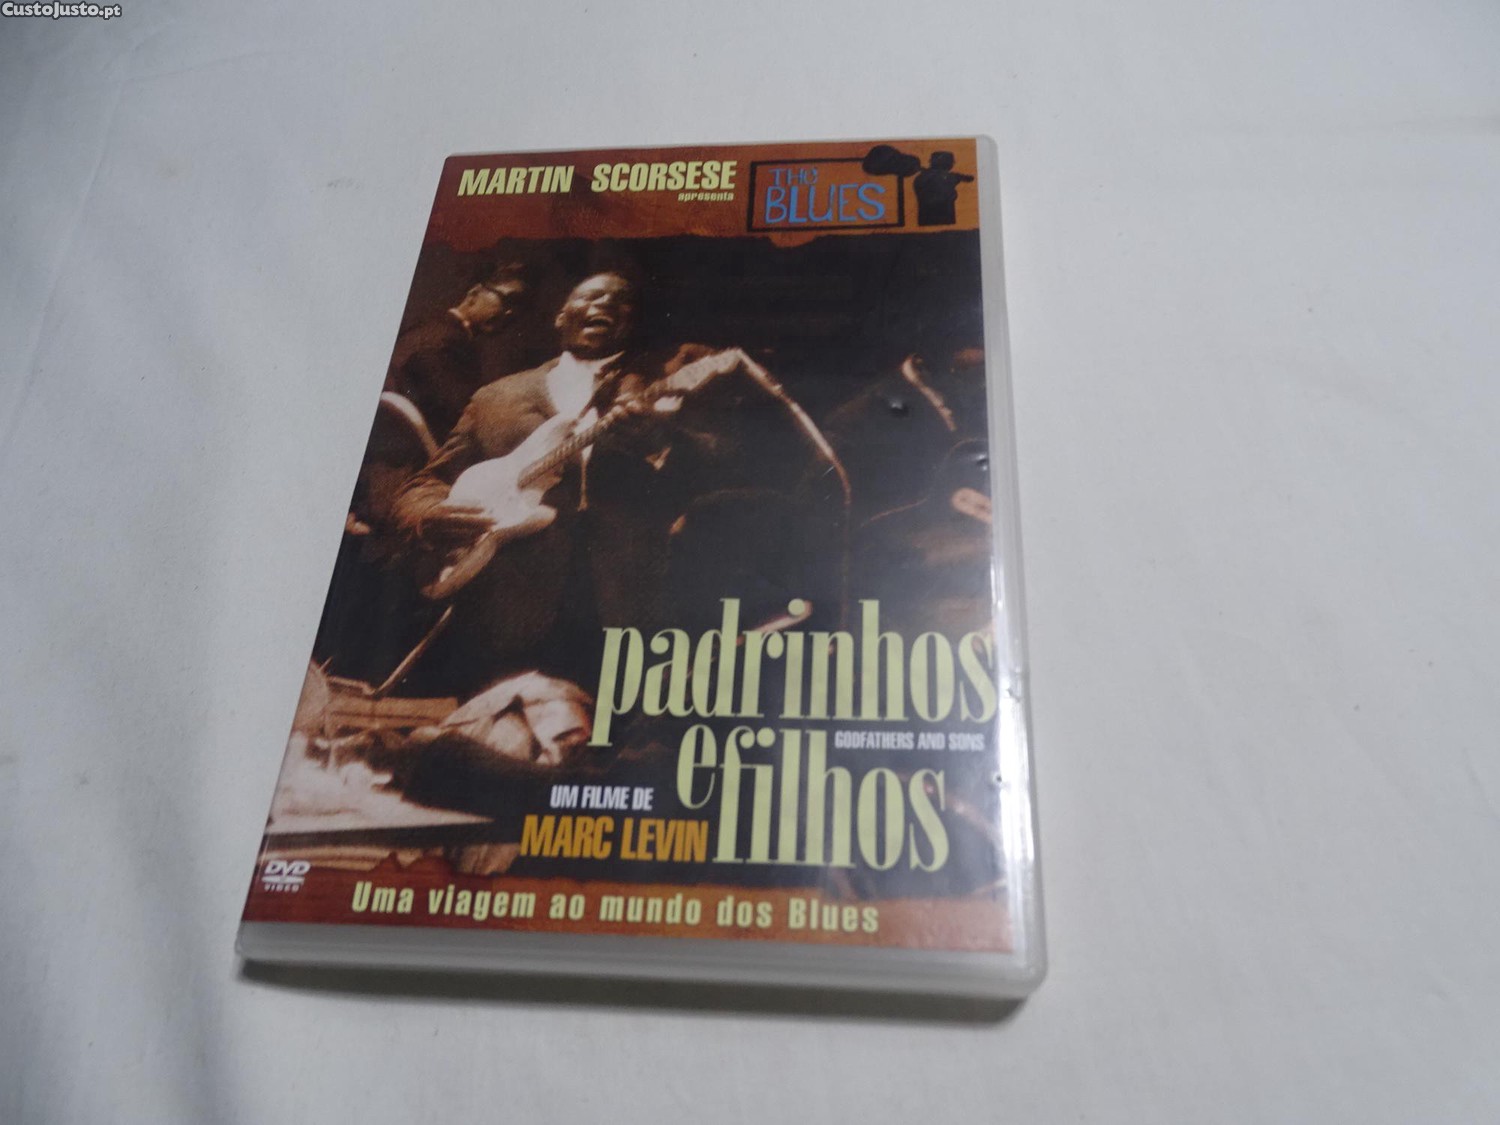 CustoJusto.pt
MARTIN SCORSESE
apresenta
THE
BLUES
padrinhos
GODFATHERS AND SONS
e filhos
UM FILME DE
MARC LEVIN
DVD
VIDEO
Uma viagem ao mundo dos Blues